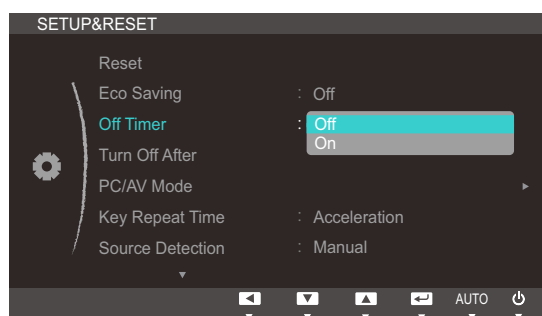 SETUP&RESET
Reset
Eco Saving : Off
Off Timer : Off
On
Turn Off After
PC/AV Mode
Key Repeat Time : Acceleration
Source Detection : Manual
AUTO